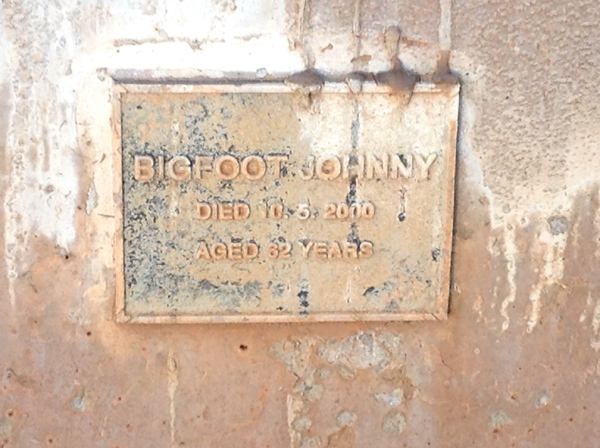 BIGFOOT JOHNNY
DIED 10. 5. 2000
AGED 62 YEARS